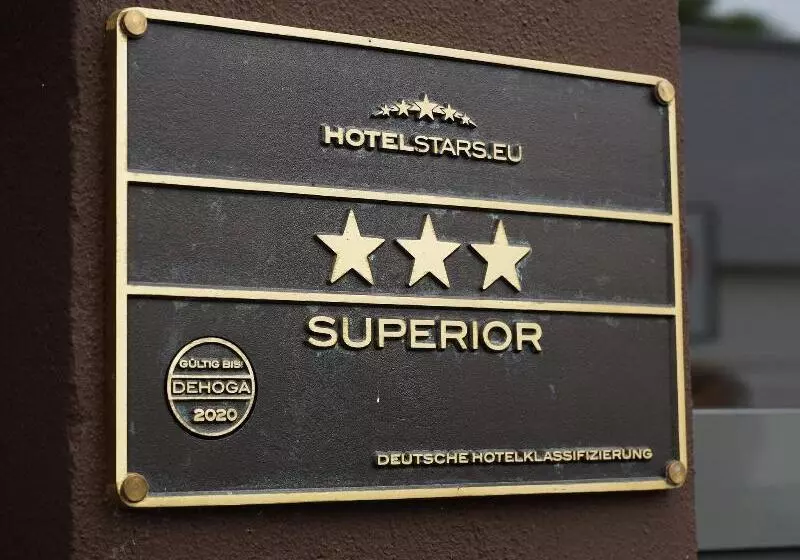 HOTELSTARS.EU
SUPERIOR
GÜLTIG BIS:
DEHOGA
2020
DEUTSCHE HOTELKLASSIFIZIERUNG